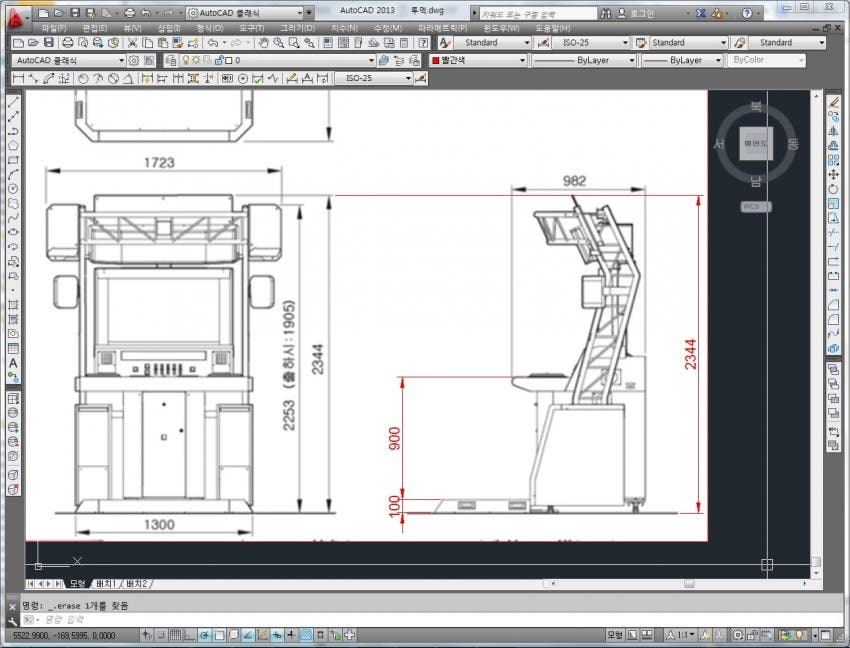 AutoCAD 클래식
AutoCAD 2013 투덱.dwg
키워드 또는 구절 입력
로그인
파일(F) 편집(E) 뷰(V) 삽입(I) 형식(O) 도구(T) 그리기(D) 치수(N) 수정(M) 파라메트릭(P) 윈도우(W) 도움말(H)
Standard ISO-25 Standard Standard
AutoCAD 클래식 0 빨간색 ByLayer ByLayer ByColor
ISO-25
1723
982
북
서 평면도 동
남
WCS
2253 (출하시:1905)
2344
2344
900
100
1300
모형 배치1 배치2
명령: _.erase 1개를 찾음
명령 입력
5522,9900, -169,5995, 0,0000
모형 1:1